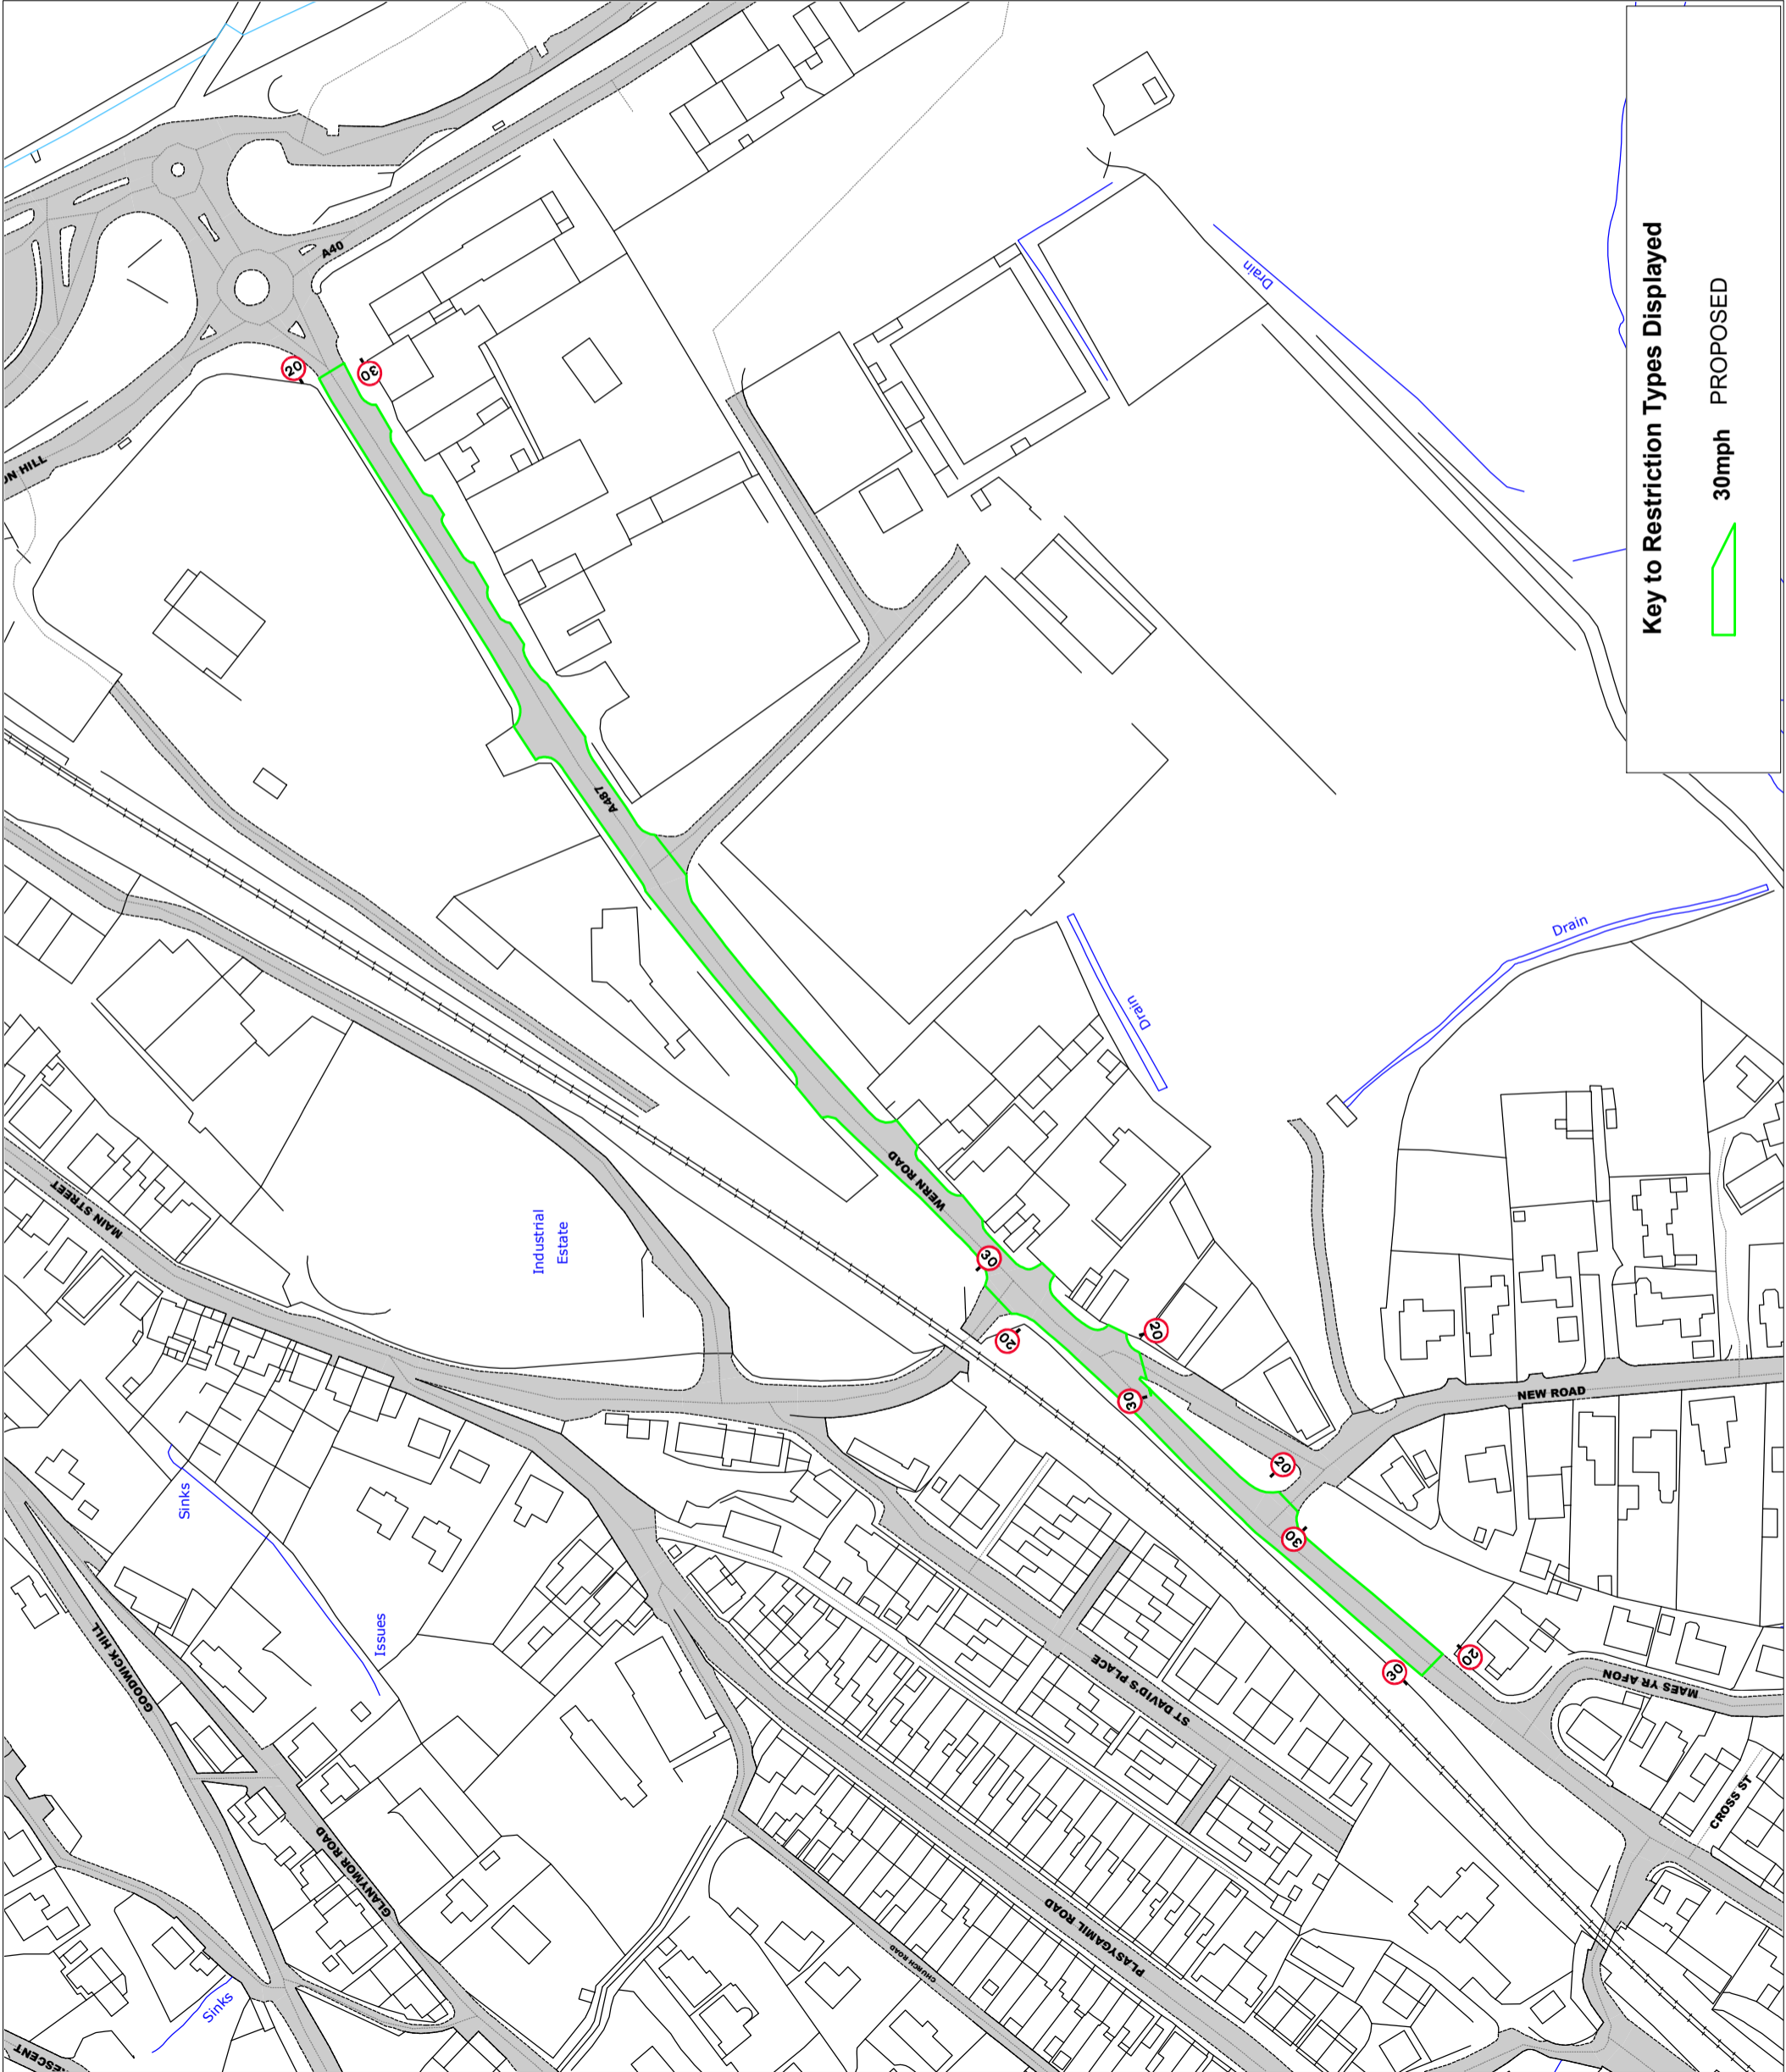 Key to Restriction Types Displayed
30mph PROPOSED
A40
20
30
A487
Drain
Drain
Drain
MAIN STREET
Industrial
Estate
WERN ROAD
30
20
20
30
20
30
30
20
NEW ROAD
Sinks
Issues
GOODWICK HILL
GLANYMOR ROAD
ST DAVID'S PLACE
MAES YR AFON
CROSS ST
PLASYGAMIL ROAD
CHURCH ROAD
Sinks
HILL